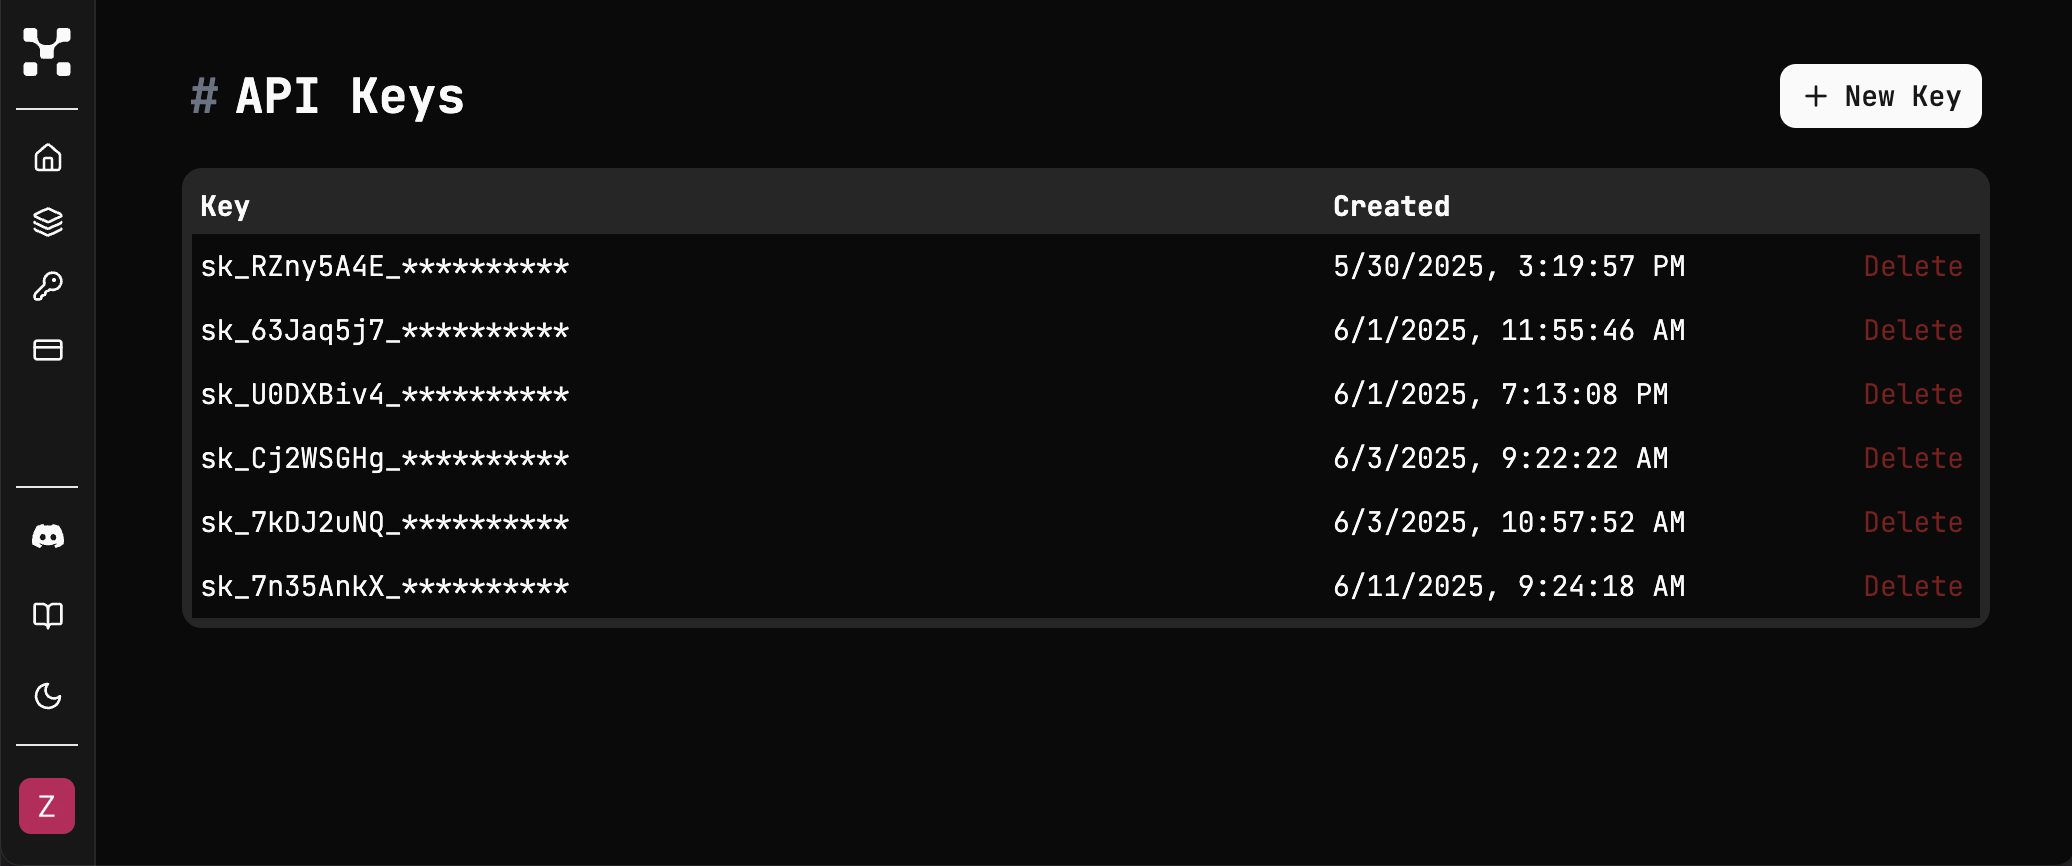 # API Keys
+ New Key
Key Created
sk_RZny5A4E_********** 5/30/2025, 3:19:57 PM Delete
sk_63Jaq5j7_********** 6/1/2025, 11:55:46 AM Delete
sk_U0DXBiv4_********** 6/1/2025, 7:13:08 PM Delete
sk_Cj2WSGHg_********** 6/3/2025, 9:22:22 AM Delete
sk_7kDJ2uNQ_********** 6/3/2025, 10:57:52 AM Delete
sk_7n35AnkX_********** 6/11/2025, 9:24:18 AM Delete
Z